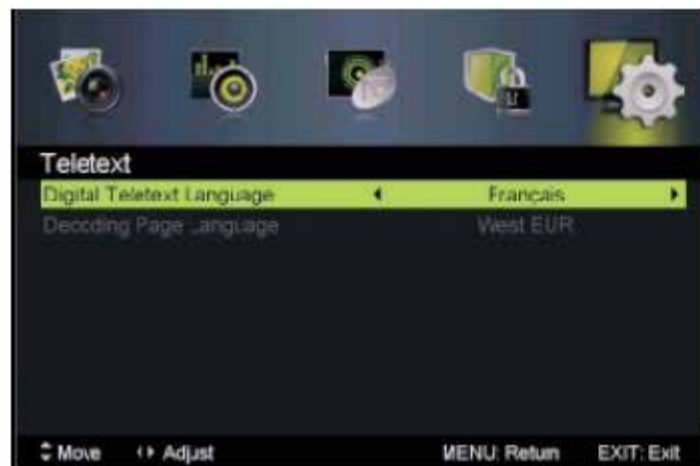 Teletext
Digital Teletext Language Français
Decoding Page Language West EUR
Move Adjust MENU: Return EXIT: Exit